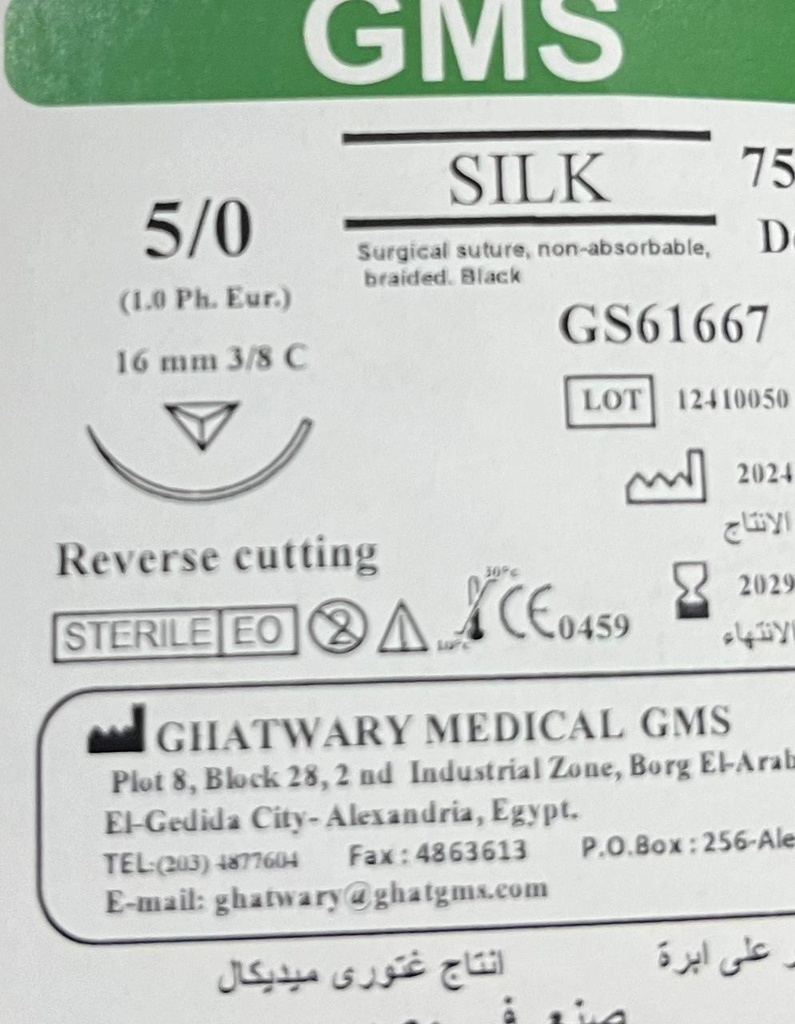 GMS
SILK
75
5/0
Surgical suture, non-absorbable,
braided. Black
(1.0 Ph. Eur.)
GS61667
16 mm 3/8 C
LOT 12410050
2024
الانتاج
Reverse cutting
2029
الانتهاء
STERILE EO
2
30°c
10°c
CE 0459
GHATWARY MEDICAL GMS
Plot 8, Block 28, 2 nd Industrial Zone, Borg El-Arab
El-Gedida City- Alexandria, Egypt.
TEL:(203) 4877604 Fax : 4863613 P.O.Box : 256-Ale
E-mail: ghatwary@ghatgms.com
انتاج غتورى ميديكال
على ابرة